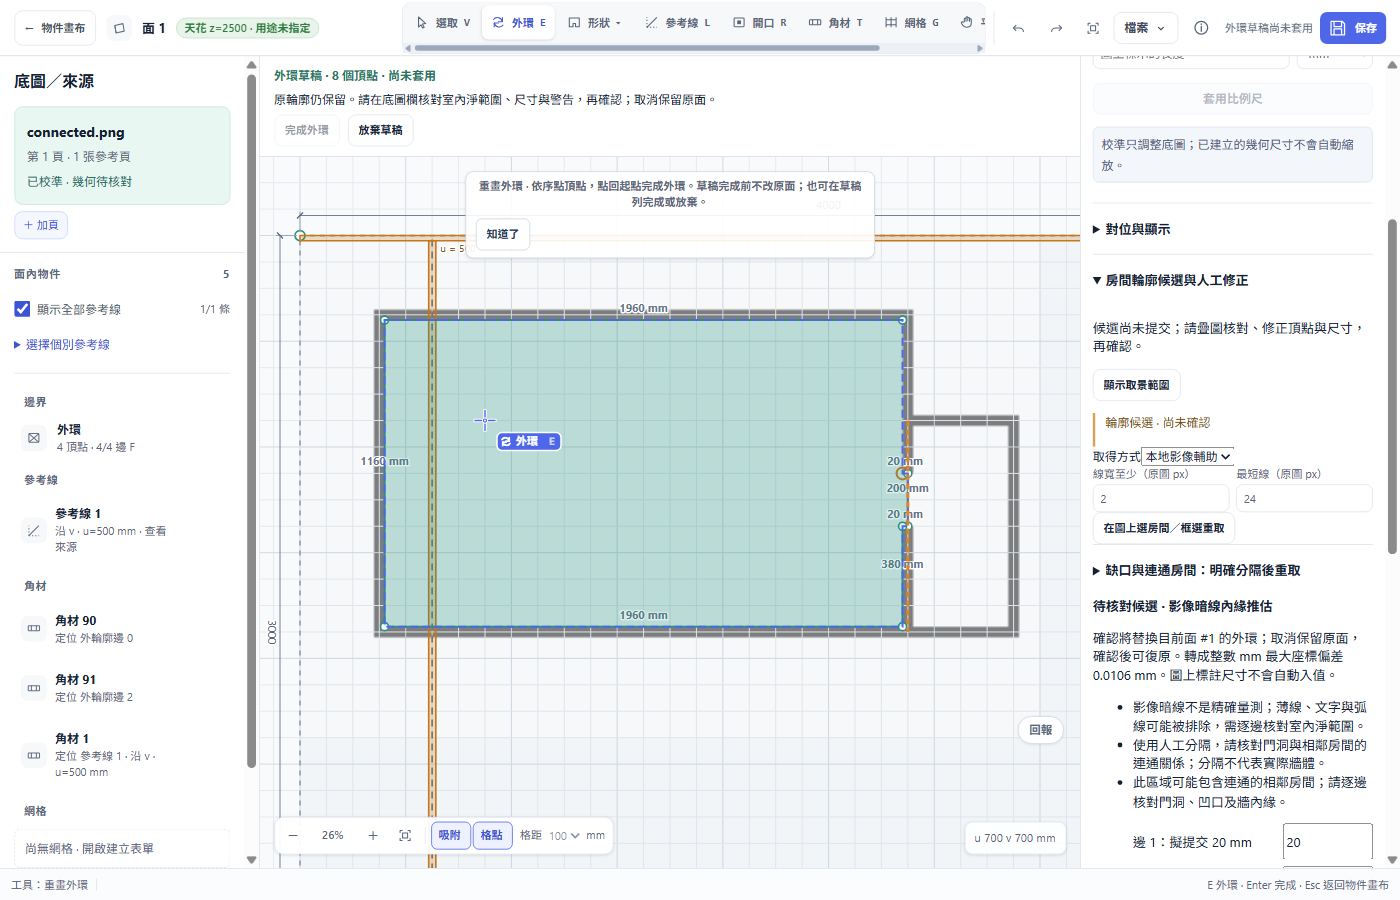 ← 物件畫布
面 1
天花 z=2500 · 用途未指定
選取 V
外環 E
形狀
參考線 L
開口 R
角材 T
網格 G
檔案
外環草稿尚未套用
保存
底圖／來源
connected.png
第 1 頁 · 1 張參考頁
已校準 · 幾何待核對
+ 加頁
面內物件 5
顯示全部參考線 1/1 條
選擇個別參考線
邊界
外環
4 頂點 · 4/4 邊 F
參考線
參考線 1
沿 v · u=500 mm · 查看
來源
角材
角材 90
定位 外輪廓邊 0
角材 91
定位 外輪廓邊 2
角材 1
定位 參考線 1 · 沿 v ·
u=500 mm
網格
尚無網格 · 開啟建立表單
外環草稿 · 8 個頂點 · 尚未套用
原輪廓仍保留。請在底圖欄核對室內淨範圍、尺寸與警告，再確認；取消保留原面。
完成外環
放棄草稿
重畫外環 · 依序點頂點，點回起點完成外環。草稿完成前不改原面；也可在草稿
列完成或放棄。
4000
知道了
1960 mm
外環 E
1160 mm
20 mm
200 mm
20 mm
380 mm
1960 mm
3000
回報
− 26% +
吸附
格點
格距 100 mm
u 700 v 700 mm
套用比例尺
校準只調整底圖；已建立的幾何尺寸不會自動縮
放。
對位與顯示
房間輪廓候選與人工修正
候選尚未提交；請疊圖核對、修正頂點與尺寸，
再確認。
顯示取景範圍
輪廓候選 · 尚未確認
取得方式 本地影像輔助
線寬至少（原圖 px） 最短線（原圖 px）
2 24
在圖上選房間／框選重取
缺口與連通房間：明確分隔後重取
待核對候選 · 影像暗線內緣推估
確認將替換目前面 #1 的外環；取消保留原面，
確認後可復原。轉成整數 mm 最大座標偏差
0.0106 mm。圖上標註尺寸不會自動入值。
• 影像暗線不是精確量測；薄線、文字與弧
線可能被排除，需逐邊核對室內淨範圍。
• 使用人工分隔，請核對門洞與相鄰房間的
連通關係；分隔不代表實際牆體。
• 此區域可能包含連通的相鄰房間；請逐邊
核對門洞、凹口及牆內緣。
邊 1：擬提交 20 mm 20
工具：重畫外環
E 外環 · Enter 完成 · Esc 返回物件畫布